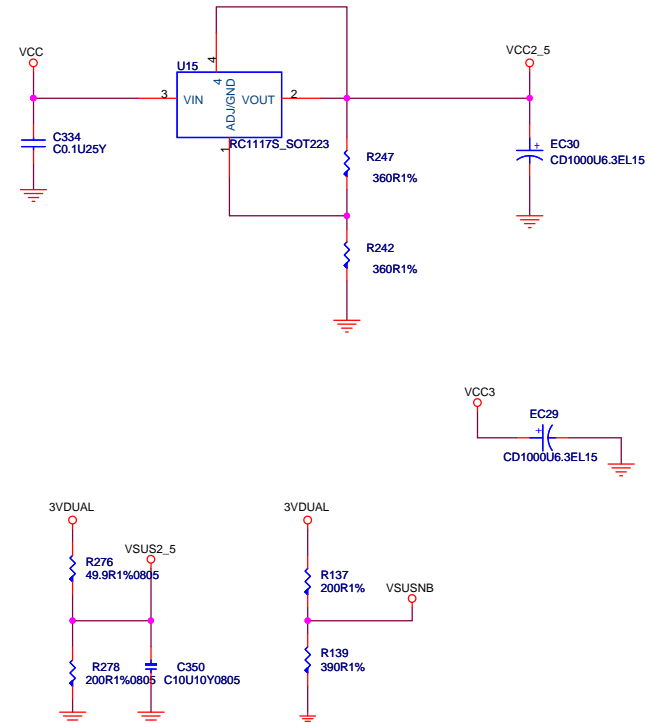 VCC
VCC2_5
U15
4
3
VIN
4
ADJ/GND
VOUT
2
1
RC1117S_SOT223
C334
C0.1U25Y
R247
360R1%
+
EC30
CD1000U6.3EL15
R242
360R1%
VCC3
EC29
+
CD1000U6.3EL15
3VDUAL
VSUS2_5
R276
49.9R1%0805
R278
200R1%0805
C350
C10U10Y0805
3VDUAL
R137
200R1%
VSUSNB
R139
390R1%